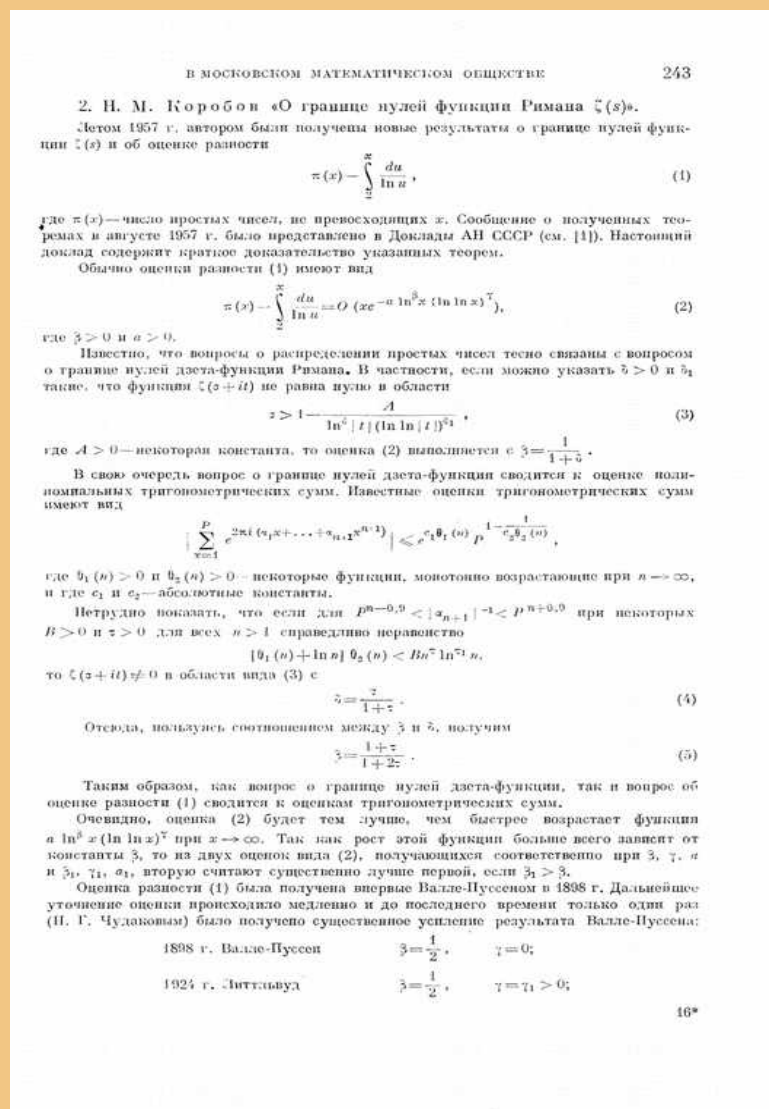 В МОСКОВСКОМ МАТЕМАТИЧЕСКОМ ОБЩЕСТВЕ 243
2. Н. М. Коробов «О границе нулей функции Римана ζ (s)».
Летом 1957 г. автором были получены новые результаты о границе нулей функ-
ции ζ (s) и об оценке разности
π (x) − ∫₂ˣ du / ln u , (1)
где π (x) — число простых чисел, не превосходящих x. Сообщение о полученных тео-
ремах в августе 1957 г. было представлено в Доклады АН СССР (см. [1]). Настоящий
доклад содержит краткое доказательство указанных теорем.
Обычно оценки разности (1) имеют вид
π (x) − ∫₂ˣ du / ln u = O (xe^{−a ln^β x (ln ln x)^γ}), (2)
где β > 0 и a > 0.
Известно, что вопросы о распределении простых чисел тесно связаны с вопросом
о границе нулей дзета-функции Римана. В частности, если можно указать δ > 0 и δ₁
такие, что функция ζ (σ + it) не равна нулю в области
σ > 1 − A / (ln^δ | t | (ln ln | t |)^{δ₁}) , (3)
где A > 0 — некоторая константа, то оценка (2) выполняется с β = 1 / (1 + δ) .
В свою очередь вопрос о границе нулей дзета-функции сводится к оценке поли-
номиальных тригонометрических сумм. Известные оценки тригонометрических сумм
имеют вид
| ∑_{x=1}^{P} e^{2πi (α₁x + ... + α_{n+1}x^{n+1})} | ⩽ e^{c₁θ₁ (n)} P^{1 − 1 / (c₂θ₂ (n))} ,
где θ₁ (n) > 0 и θ₂ (n) > 0 — некоторые функции, монотонно возрастающие при n → ∞,
и где c₁ и c₂ — абсолютные константы.
Нетрудно показать, что если для P^{n−0,9} < | α_{n+1} |^{−1} < P^{n+0,9} при некоторых
B > 0 и τ > 0 для всех n > 1 справедливо неравенство
[θ₁ (n) + ln n] θ₂ (n) < Bn^τ ln^{τ₁} n,
то ζ (σ + it) ≠ 0 в области вида (3) с
δ = τ / (1 + τ) . (4)
Отсюда, пользуясь соотношением между β и δ, получим
β = (1 + τ) / (1 + 2τ) . (5)
Таким образом, как вопрос о границе нулей дзета-функции, так и вопрос об
оценке разности (1) сводится к оценкам тригонометрических сумм.
Очевидно, оценка (2) будет тем лучше, чем быстрее возрастает функция
a ln^β x (ln ln x)^γ при x → ∞. Так как рост этой функции больше всего зависит от
константы β, то из двух оценок вида (2), получающихся соответственно при β, γ, a
и β₁, γ₁, a₁, вторую считают существенно лучше первой, если β₁ > β.
Оценка разности (1) была получена впервые Валле-Пуссеном в 1898 г. Дальнейшее
уточнение оценки происходило медленно и до последнего времени только один раз
(Н. Г. Чудаковым) было получено существенное усиление результата Валле-Пуссена:
1898 г. Валле-Пуссен β = 1/2 , γ = 0;
1924 г. Литтльвуд β = 1/2 , γ = γ₁ > 0;
16*